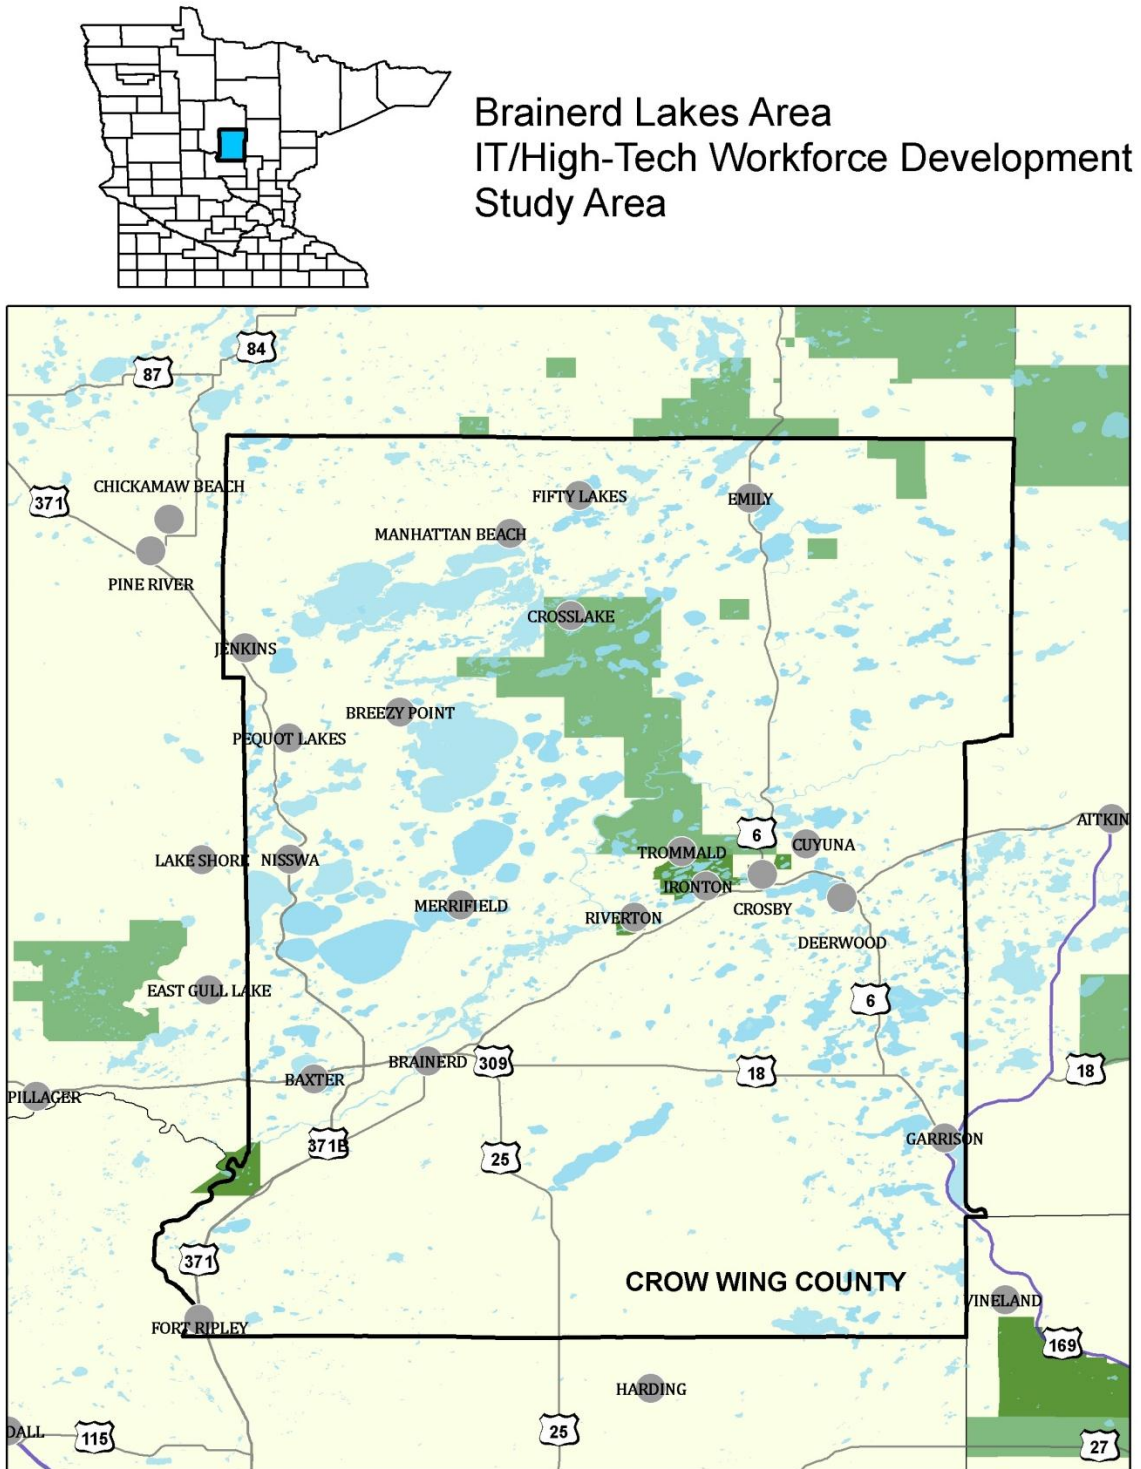 Brainerd Lakes Area
IT/High-Tech Workforce Development
Study Area
84
87
371
CHICKAMAW BEACH
FIFTY LAKES
EMILY
MANHATTAN BEACH
PINE RIVER
CROSSLAKE
JENKINS
BREEZY POINT
PEQUOT LAKES
AITKIN
6
CUYUNA
TROMMALD
LAKE SHORE
NISSWA
IRONTON
MERRIFIELD
CROSBY
RIVERTON
DEERWOOD
EAST GULL LAKE
6
BRAINERD
309
18
18
BAXTER
PILLAGER
GARRISON
371B
25
371
CROW WING COUNTY
VINELAND
FORT RIPLEY
169
HARDING
DALL
115
25
27